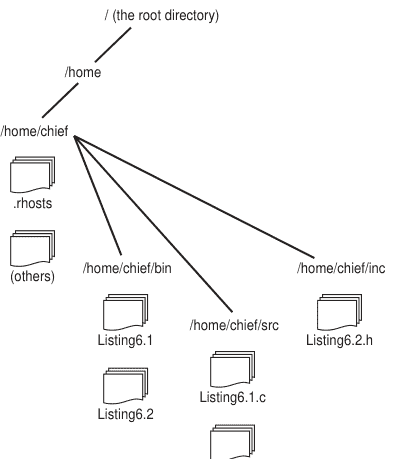 / (the root directory)
/home
/home/chief
.rhosts
(others)
/home/chief/bin
/home/chief/inc
Listing6.1
/home/chief/src
Listing6.2.h
Listing6.1.c
Listing6.2